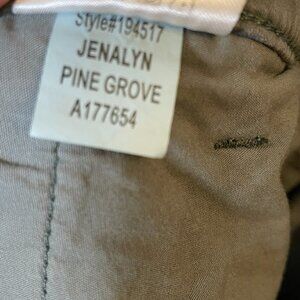 Style#194517
JENALYN
PINE GROVE
A177654